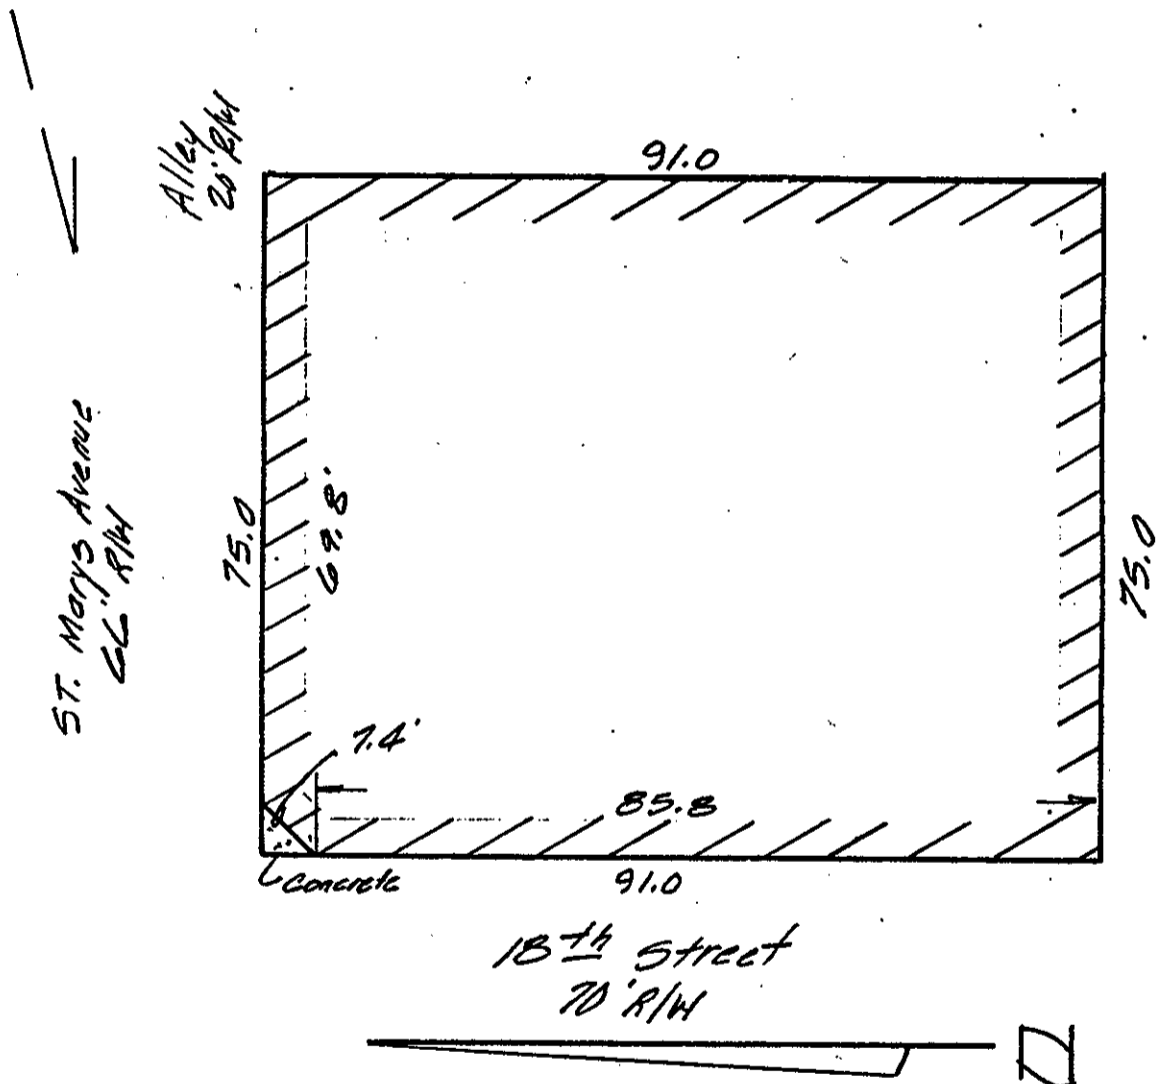 Alley
20' R/W
91.0
ST. Marys Avenue
66' R/W
75.0
69.8'
75.0
7.4'
85.8
Concrete
91.0
18th Street
70' R/W
N